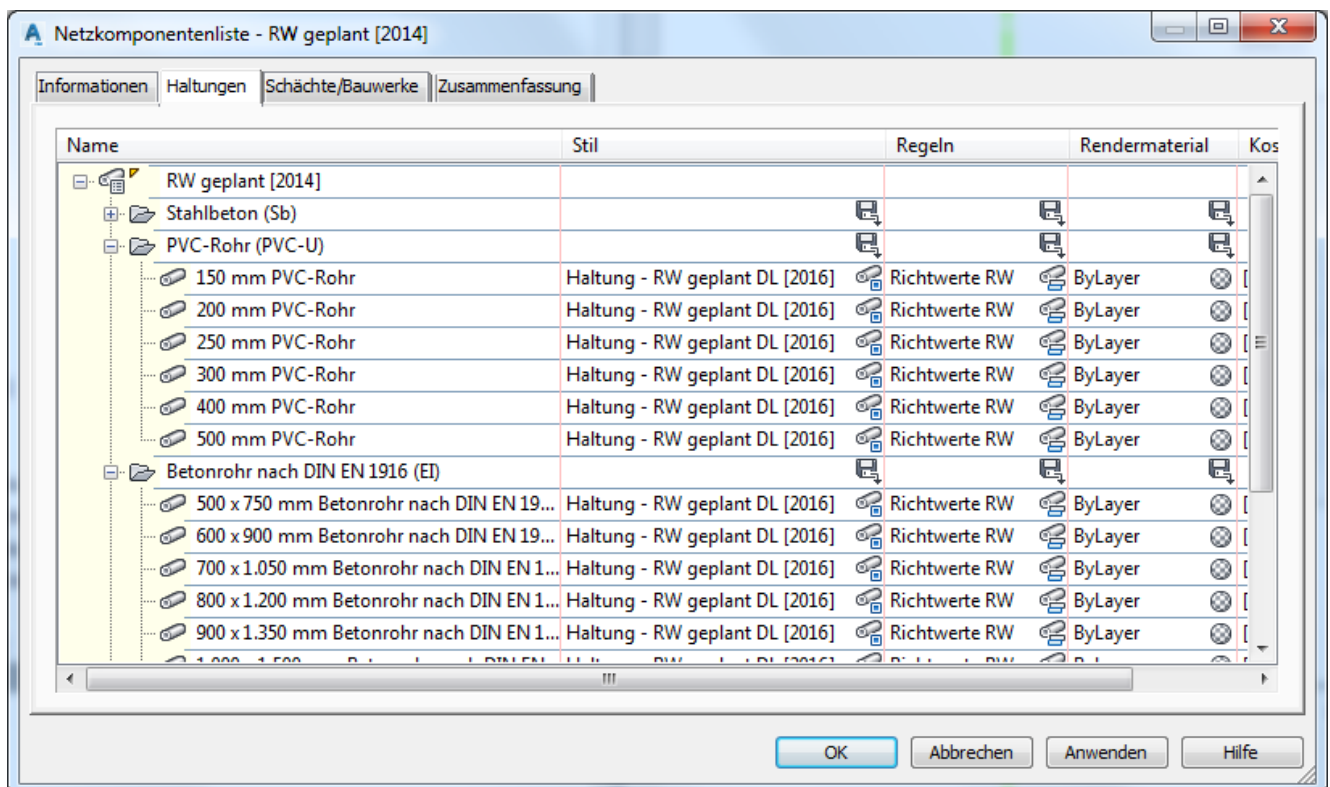 Netzkomponentenliste - RW geplant [2014]
Informationen Haltungen Schächte/Bauwerke Zusammenfassung
Name Stil Regeln Rendermaterial Kos
RW geplant [2014]
Stahlbeton (Sb)
PVC-Rohr (PVC-U)
150 mm PVC-Rohr Haltung - RW geplant DL [2016] Richtwerte RW ByLayer [
200 mm PVC-Rohr Haltung - RW geplant DL [2016] Richtwerte RW ByLayer [
250 mm PVC-Rohr Haltung - RW geplant DL [2016] Richtwerte RW ByLayer [
300 mm PVC-Rohr Haltung - RW geplant DL [2016] Richtwerte RW ByLayer [
400 mm PVC-Rohr Haltung - RW geplant DL [2016] Richtwerte RW ByLayer [
500 mm PVC-Rohr Haltung - RW geplant DL [2016] Richtwerte RW ByLayer [
Betonrohr nach DIN EN 1916 (EI)
500 x 750 mm Betonrohr nach DIN EN 19... Haltung - RW geplant DL [2016] Richtwerte RW ByLayer [
600 x 900 mm Betonrohr nach DIN EN 19... Haltung - RW geplant DL [2016] Richtwerte RW ByLayer [
700 x 1.050 mm Betonrohr nach DIN EN 1... Haltung - RW geplant DL [2016] Richtwerte RW ByLayer [
800 x 1.200 mm Betonrohr nach DIN EN 1... Haltung - RW geplant DL [2016] Richtwerte RW ByLayer [
900 x 1.350 mm Betonrohr nach DIN EN 1... Haltung - RW geplant DL [2016] Richtwerte RW ByLayer [
OK Abbrechen Anwenden Hilfe